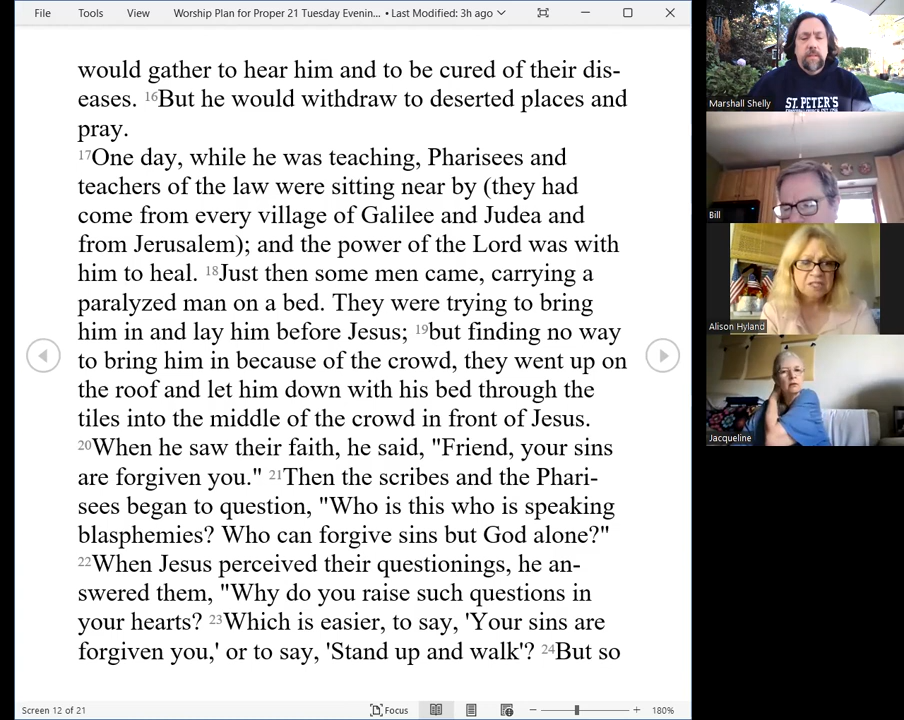 File Tools View Worship Plan for Proper 21 Tuesday Evenin... • Last Modified: 3h ago
would gather to hear him and to be cured of their dis-
eases. 16But he would withdraw to deserted places and
pray.
17One day, while he was teaching, Pharisees and
teachers of the law were sitting near by (they had
come from every village of Galilee and Judea and
from Jerusalem); and the power of the Lord was with
him to heal. 18Just then some men came, carrying a
paralyzed man on a bed. They were trying to bring
him in and lay him before Jesus; 19but finding no way
to bring him in because of the crowd, they went up on
the roof and let him down with his bed through the
tiles into the middle of the crowd in front of Jesus.
20When he saw their faith, he said, "Friend, your sins
are forgiven you." 21Then the scribes and the Phari-
sees began to question, "Who is this who is speaking
blasphemies? Who can forgive sins but God alone?"
22When Jesus perceived their questionings, he an-
swered them, "Why do you raise such questions in
your hearts? 23Which is easier, to say, 'Your sins are
forgiven you,' or to say, 'Stand up and walk'? 24But so
Screen 12 of 21 Focus 180%
ST. PETER'S
Marshall Shelly
Bill
Alison Hyland
Jacqueline